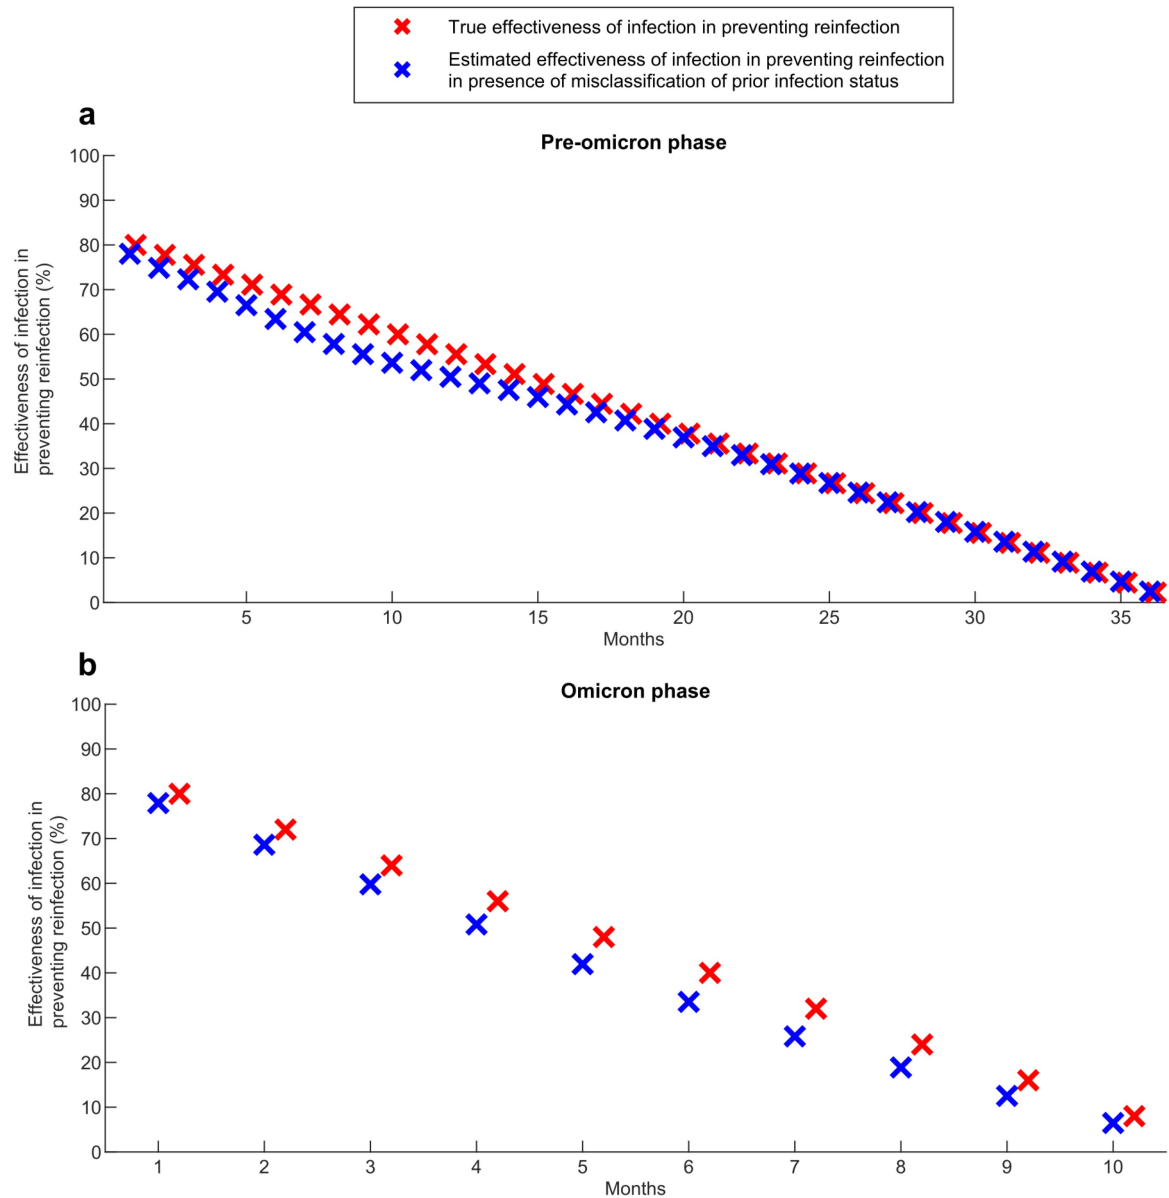 True effectiveness of infection in preventing reinfection
Estimated effectiveness of infection in preventing reinfection
in presence of misclassification of prior infection status
a
Pre-omicron phase
Effectiveness of infection in
preventing reinfection (%)
100
90
80
70
60
50
40
30
20
10
0
5 10 15 20 25 30 35
Months
b
Omicron phase
Effectiveness of infection in
preventing reinfection (%)
100
90
80
70
60
50
40
30
20
10
0
1 2 3 4 5 6 7 8 9 10
Months